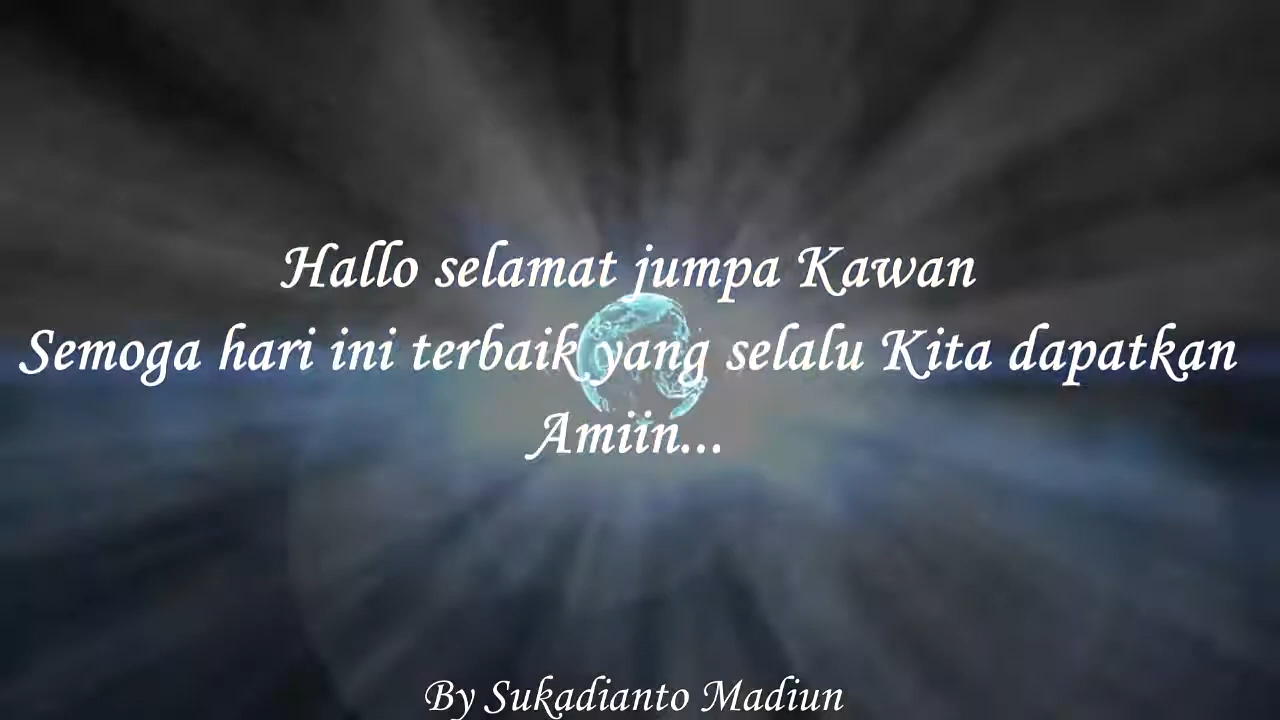 Hallo selamat jumpa Kawan
Semoga hari ini terbaik yang selalu Kita dapatkan
Amiin...
By Sukadianto Madiun